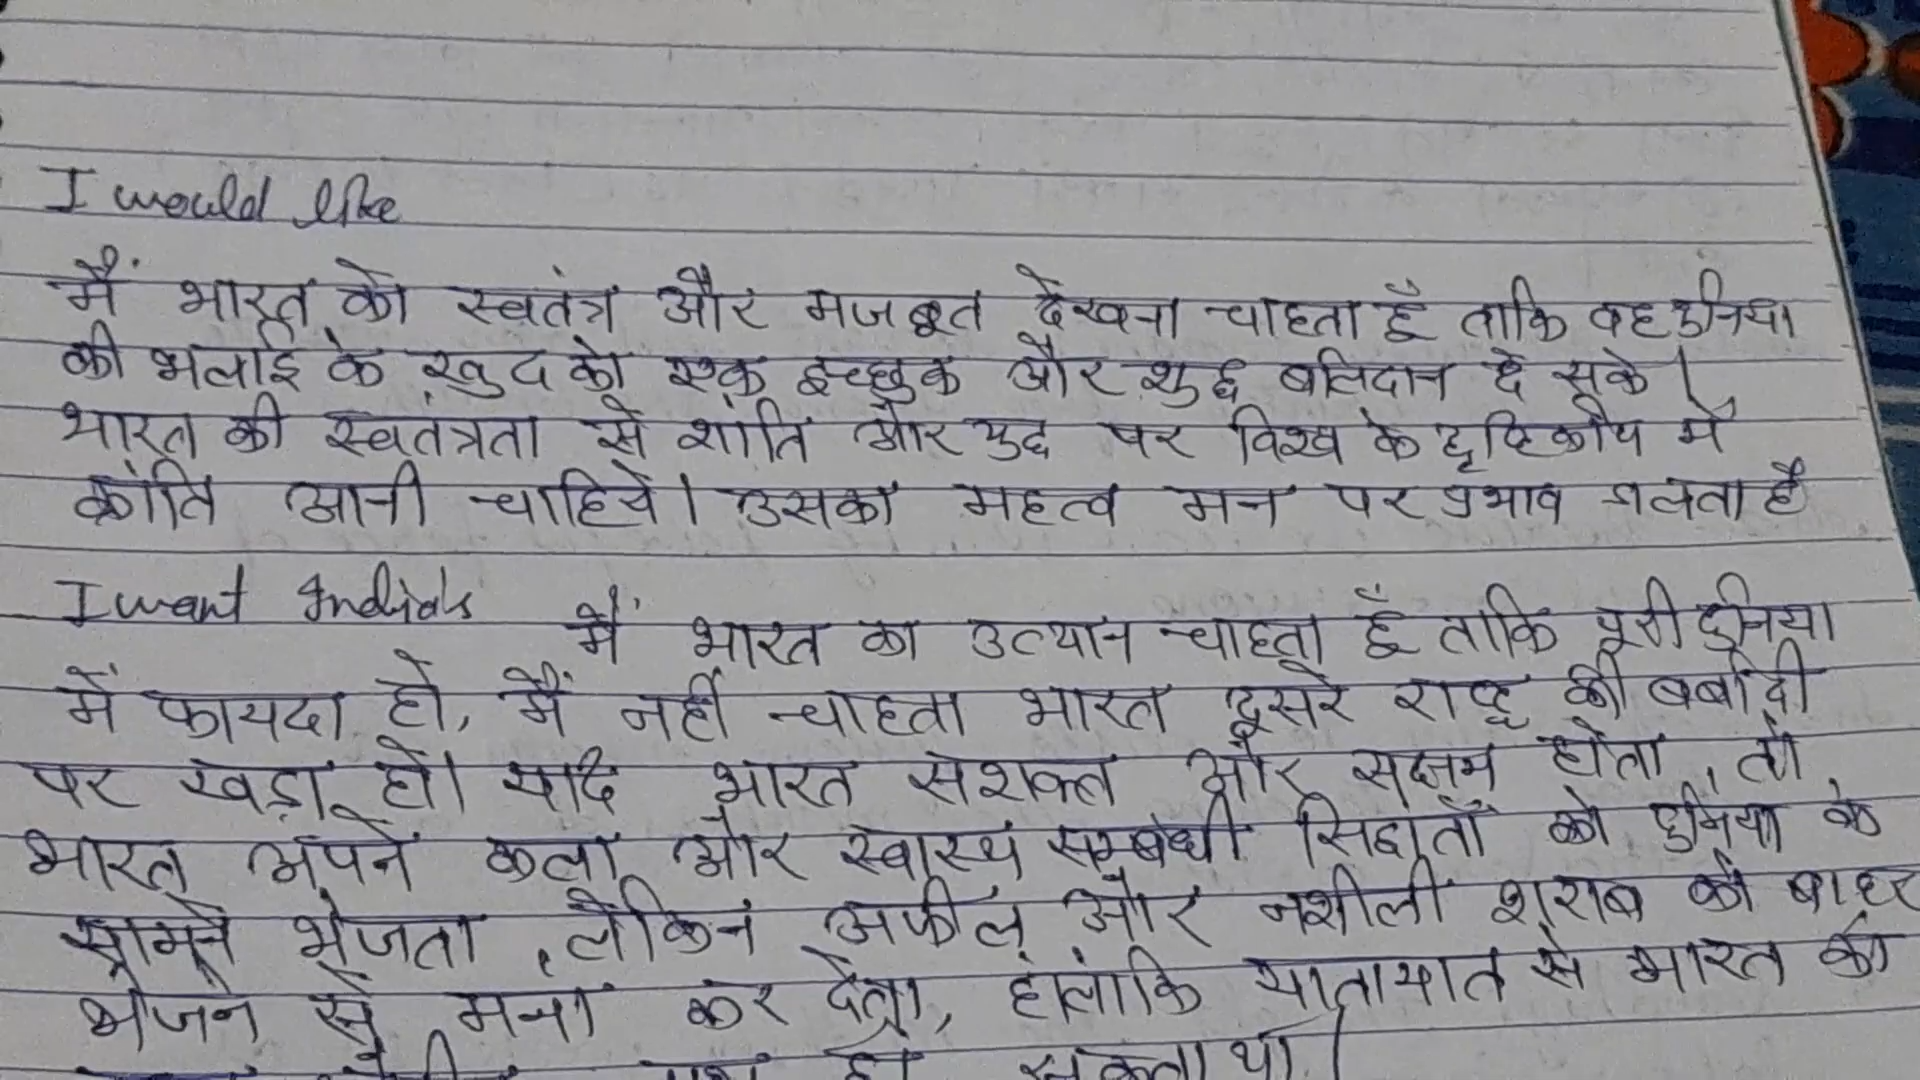 I would like
मैं भारत को स्वतंत्र और मजबूत देखना चाहता हूँ ताकि वह दुनिया
की भलाई के खुद को एक इच्छुक और शुद्ध बलिदान दे सके।
भारत की स्वतंत्रता से शांति और युद्ध पर विश्व के दृष्टिकोण में
क्रांति आनी चाहिये। उसका महत्व मन पर प्रभाव है
I want मैं भारत का उत्थान चाहता हूँ ताकि पूरी दुनिया
में फायदा हो, मैं नहीं चाहता भारत दूसरे राष्ट्र की बर्बादी
पर खड़ा हो। यदि भारत सशक्त और सक्षम होता, तो
भारत अपने कला और स्वास्थ सम्बंधी सिद्धांतों को दुनिया के
सामने भेजता, लेकिन और नशीली शराब को बाहर
भेजने से मना कर देता, हांलांकि यातायात से भारत को
सकता था।